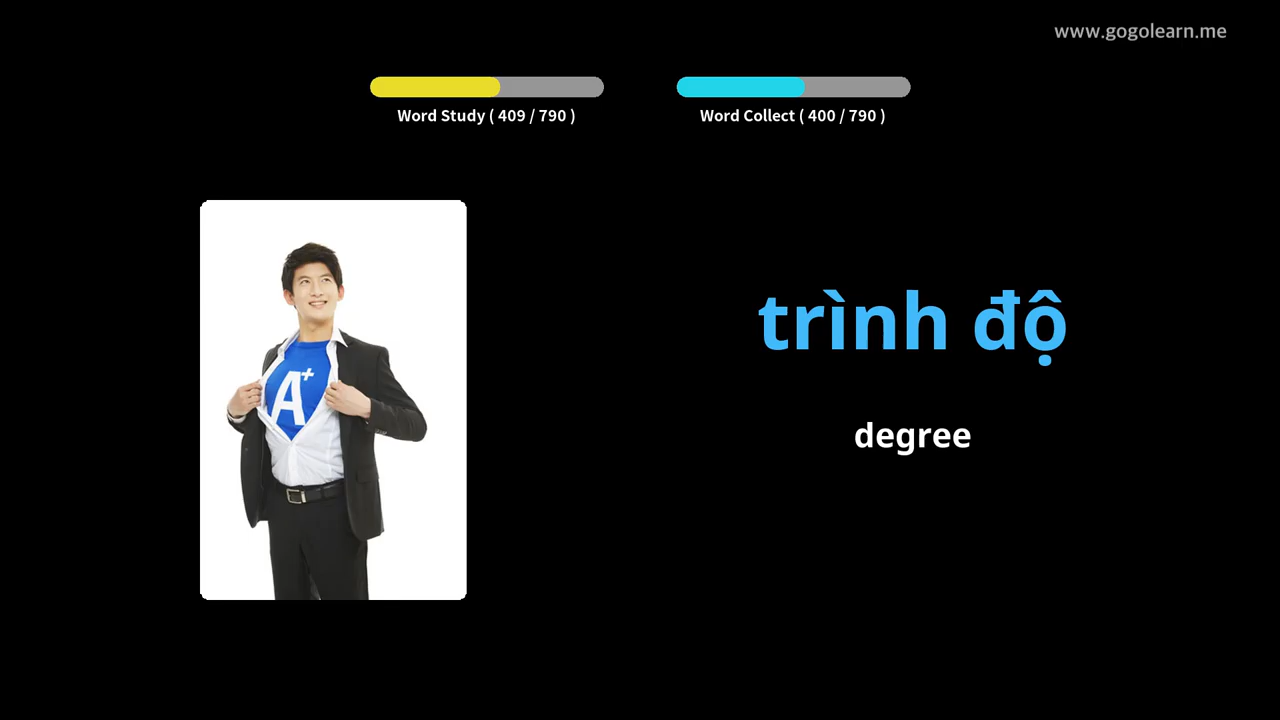 www.gogolearn.me
Word Study ( 409 / 790 )
Word Collect ( 400 / 790 )
A+
trình độ
degree